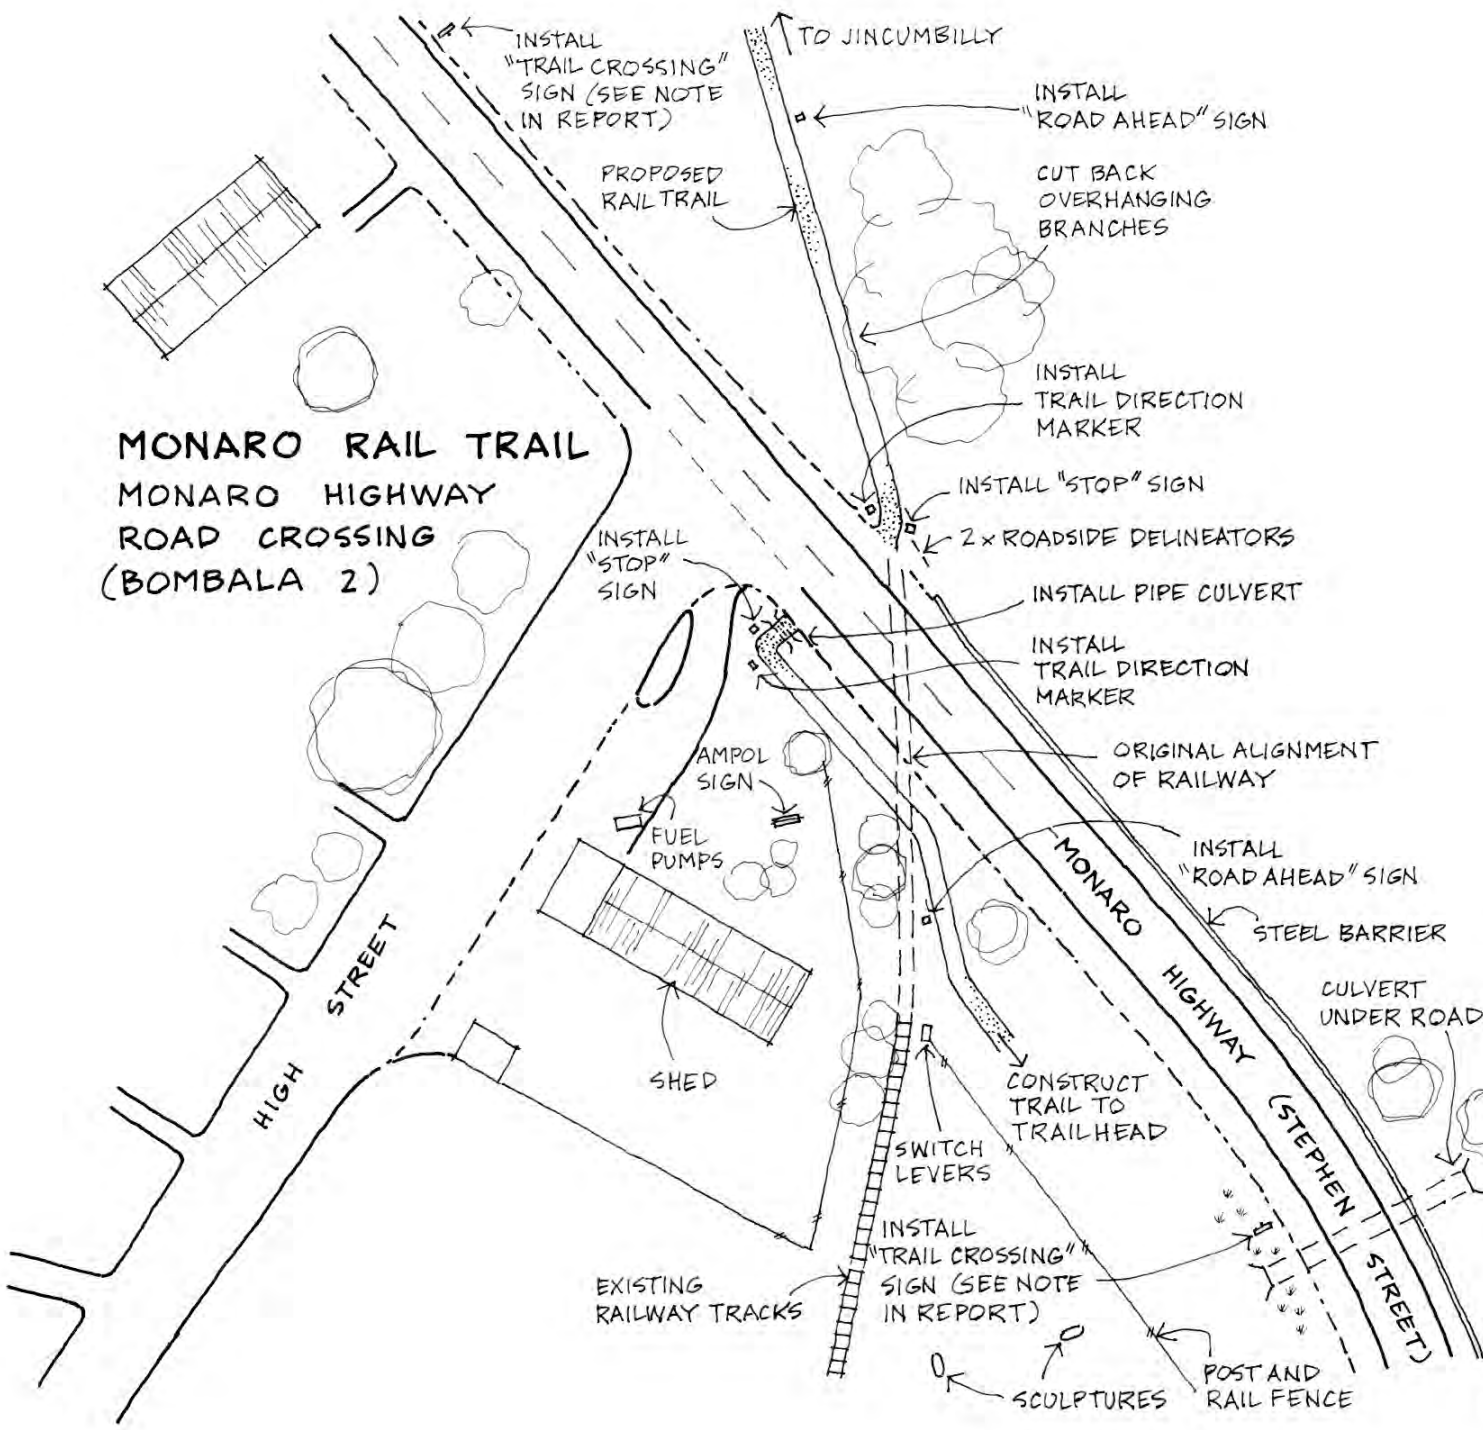 INSTALL
"TRAIL CROSSING"
SIGN (SEE NOTE
IN REPORT)
TO JINCUMBILLY
INSTALL
"ROAD AHEAD" SIGN
PROPOSED
RAIL TRAIL
CUT BACK
OVERHANGING
BRANCHES
INSTALL
TRAIL DIRECTION
MARKER
MONARO RAIL TRAIL
MONARO HIGHWAY
ROAD CROSSING
(BOMBALA 2)
INSTALL "STOP" SIGN
2 x ROADSIDE DELINEATORS
INSTALL
"STOP"
SIGN
INSTALL PIPE CULVERT
INSTALL
TRAIL DIRECTION
MARKER
ORIGINAL ALIGNMENT
OF RAILWAY
AMPOL
SIGN
FUEL
PUMPS
INSTALL
"ROAD AHEAD" SIGN
STEEL BARRIER
MONARO HIGHWAY (STEPHEN STREET)
HIGH STREET
CULVERT
UNDER ROAD
SHED
CONSTRUCT
TRAIL TO
TRAILHEAD
SWITCH
LEVERS
INSTALL
"TRAIL CROSSING"
SIGN (SEE NOTE
IN REPORT)
EXISTING
RAILWAY TRACKS
SCULPTURES
POST AND
RAIL FENCE